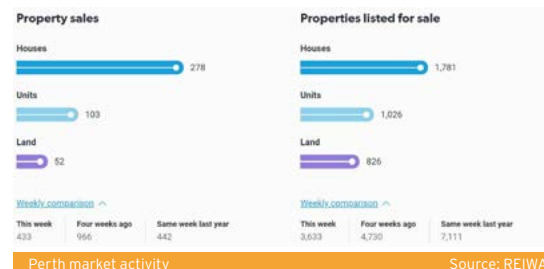 Property sales
Houses
278
Units
103
Land
52
Weekly comparison
This week Four weeks ago Same week last year
433 966 442
Properties listed for sale
Houses
1,781
Units
1,026
Land
826
Weekly comparison
This week Four weeks ago Same week last year
3,633 4,730 7,111
Perth market activity Source: REIWA